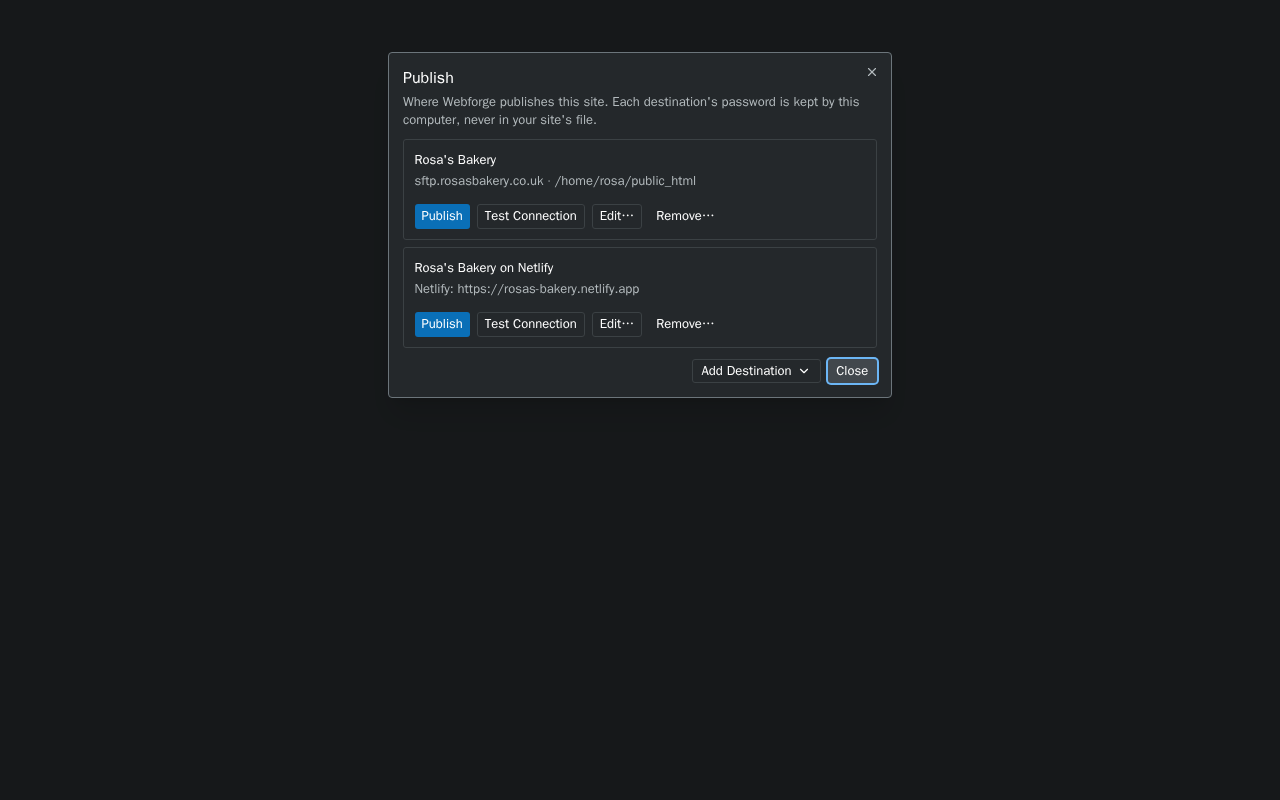 Publish
Where Webforge publishes this site. Each destination's password is kept by this
computer, never in your site's file.
Rosa's Bakery
sftp.rosasbakery.co.uk · /home/rosa/public_html
Publish Test Connection Edit… Remove…
Rosa's Bakery on Netlify
Netlify: https://rosas-bakery.netlify.app
Publish Test Connection Edit… Remove…
Add Destination Close